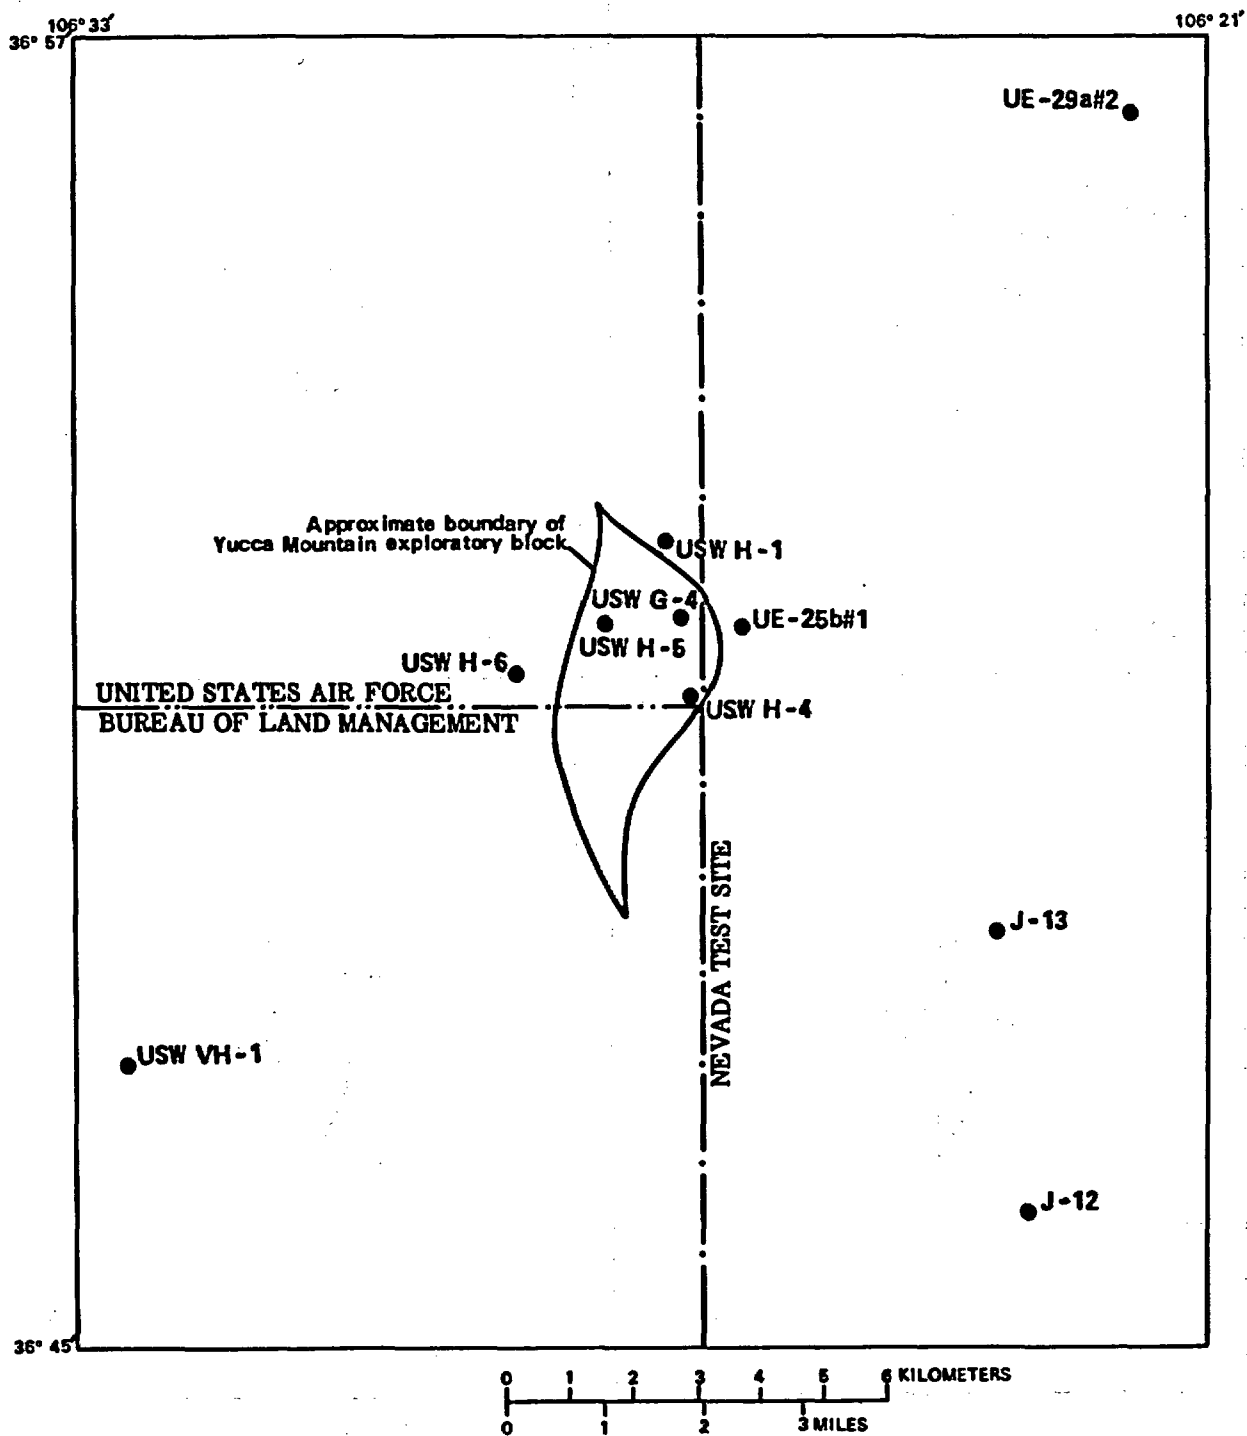 106° 33′
106° 21′
36° 57′
UE-29a#2
Approximate boundary of
Yucca Mountain exploratory block
USW H-1
USW G-4
UE-25b#1
USW H-5
USW H-6
UNITED STATES AIR FORCE
BUREAU OF LAND MANAGEMENT
USW H-4
NEVADA TEST SITE
J-13
USW VH-1
J-12
36° 45′
0 1 2 3 4 5 6 KILOMETERS
0 1 2 3 MILES